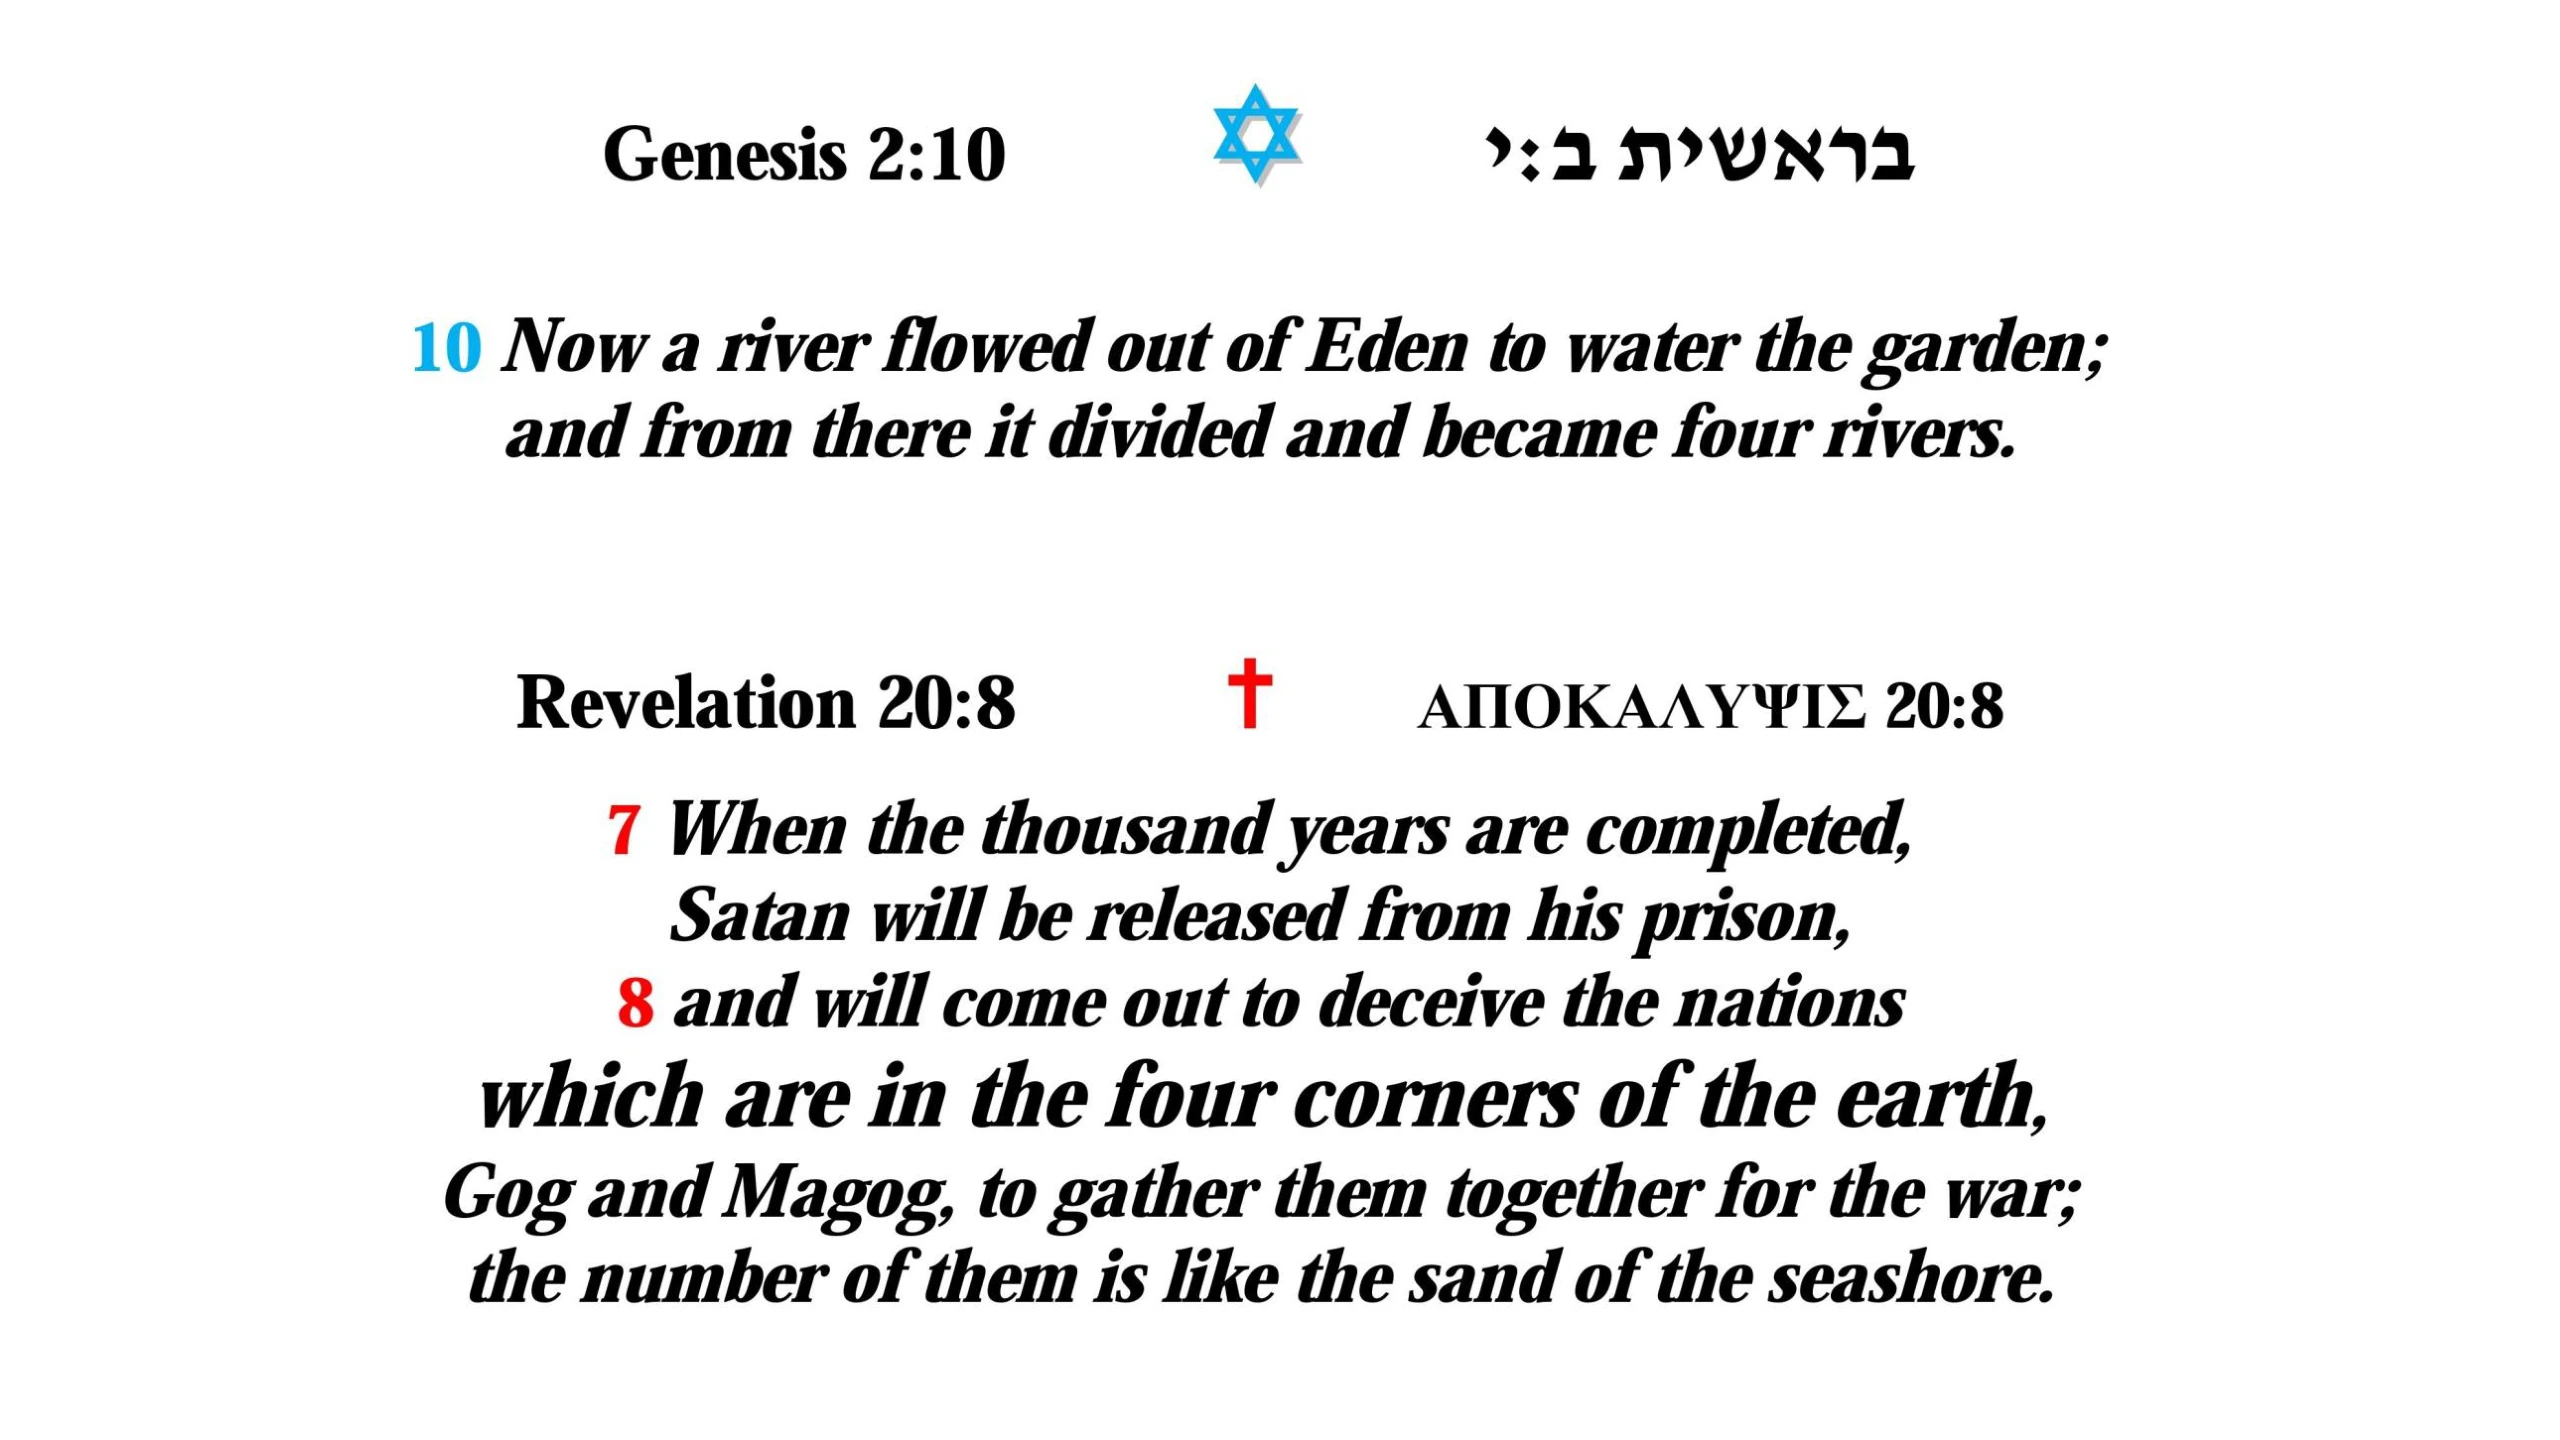 Genesis 2:10 ✡ בראשית ב:י
10 Now a river flowed out of Eden to water the garden;
and from there it divided and became four rivers.
Revelation 20:8 ✝ ΑΠΟΚΑΛΥΨΙΣ 20:8
7 When the thousand years are completed,
Satan will be released from his prison,
8 and will come out to deceive the nations
which are in the four corners of the earth,
Gog and Magog, to gather them together for the war;
the number of them is like the sand of the seashore.